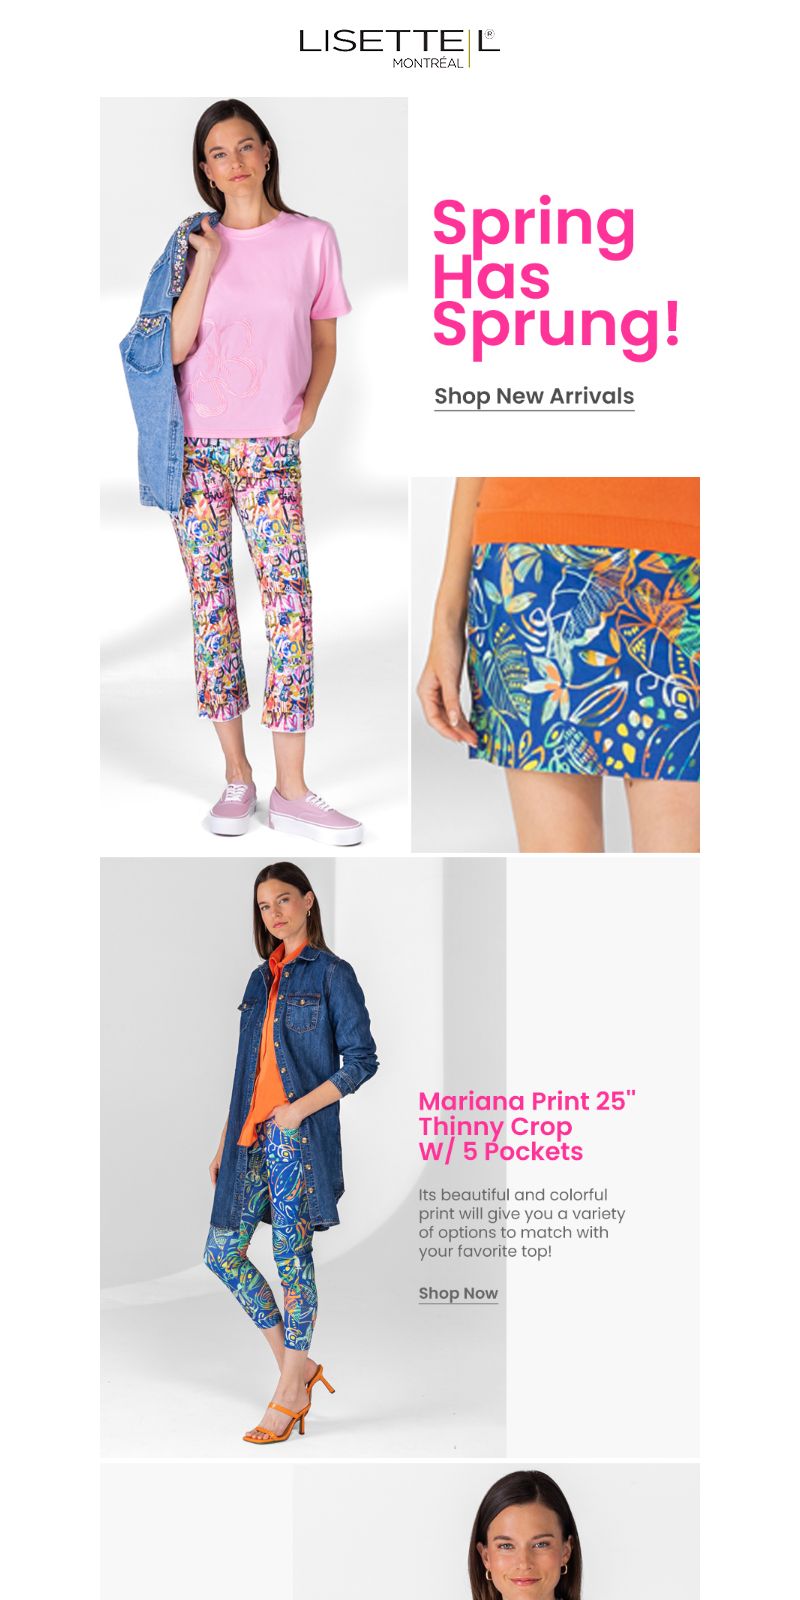 LISETTE L®
MONTRÉAL
Spring
Has
Sprung!
Shop New Arrivals
Mariana Print 25"
Thinny Crop
W/ 5 Pockets
Its beautiful and colorful
print will give you a variety
of options to match with
your favorite top!
Shop Now